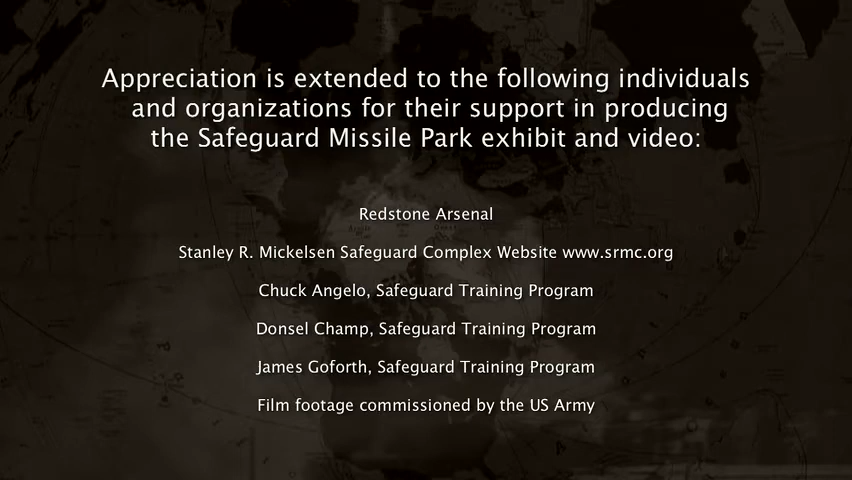 Appreciation is extended to the following individuals
and organizations for their support in producing
the Safeguard Missile Park exhibit and video:
Redstone Arsenal
Stanley R. Mickelsen Safeguard Complex Website www.srmc.org
Chuck Angelo, Safeguard Training Program
Donsel Champ, Safeguard Training Program
James Goforth, Safeguard Training Program
Film footage commissioned by the US Army